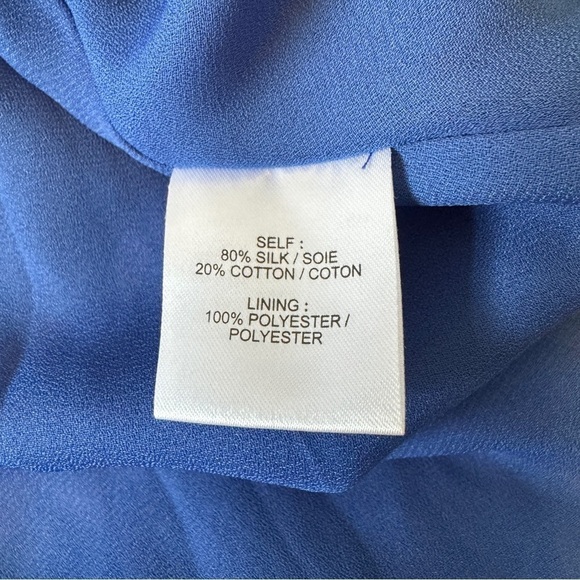 SELF :
80% SILK / SOIE
20% COTTON / COTON
LINING :
100% POLYESTER /
POLYESTER